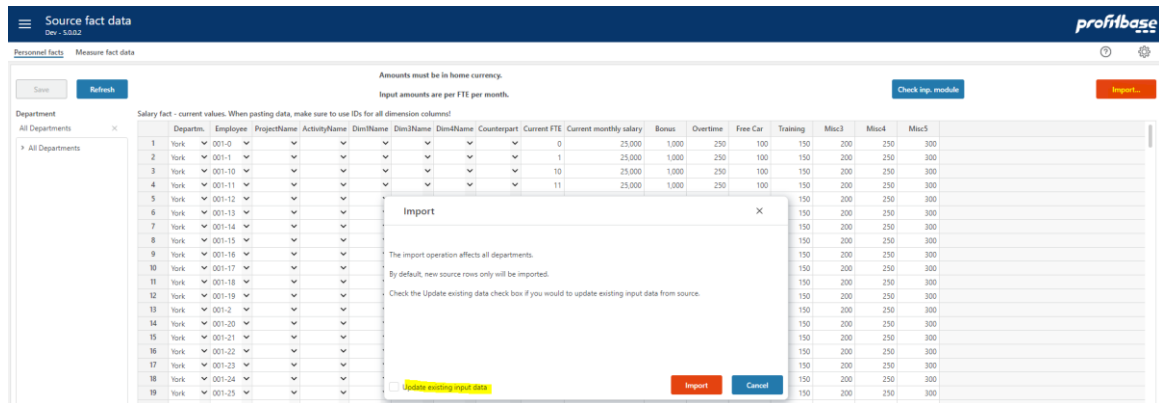 Source fact data
Dev - 5.0.0.2
profitbase
Personnel facts Measure fact data
Amounts must be in home currency.
Save Refresh Check inp. module Import...
Input amounts are per FTE per month.
Department Salary fact - current values. When pasting data, make sure to use IDs for all dimension columns!
All Departments Departm. Employee ProjectName ActivityName Dim1Name Dim3Name Dim4Name Counterpart Current FTE Current monthly salary Bonus Overtime Free Car Training Misc3 Misc4 Misc5
1 York 001-0 0 25,000 1,000 250 100 150 200 250 300
All Departments
2 York 001-1 1 25,000 1,000 250 100 150 200 250 300
3 York 001-10 10 25,000 1,000 250 100 150 200 250 300
4 York 001-11 11 25,000 1,000 250 100 150 200 250 300
5 York 001-12 150 200 250 300
6 York 001-13 Import 150 200 250 300
7 York 001-14 150 200 250 300
8 York 001-15 150 200 250 300
9 York 001-16 The import operation affects all departments. 150 200 250 300
10 York 001-17 By default, new source rows only will be imported. 150 200 250 300
11 York 001-18 150 200 250 300
12 York 001-19 Check the Update existing data check box if you would to update existing input data from source. 150 200 250 300
13 York 001-2 150 200 250 300
14 York 001-20 150 200 250 300
15 York 001-21 150 200 250 300
16 York 001-22 150 200 250 300
17 York 001-23 150 200 250 300
18 York 001-24 Update existing input data Import Cancel 150 200 250 300
19 York 001-25 150 200 250 300